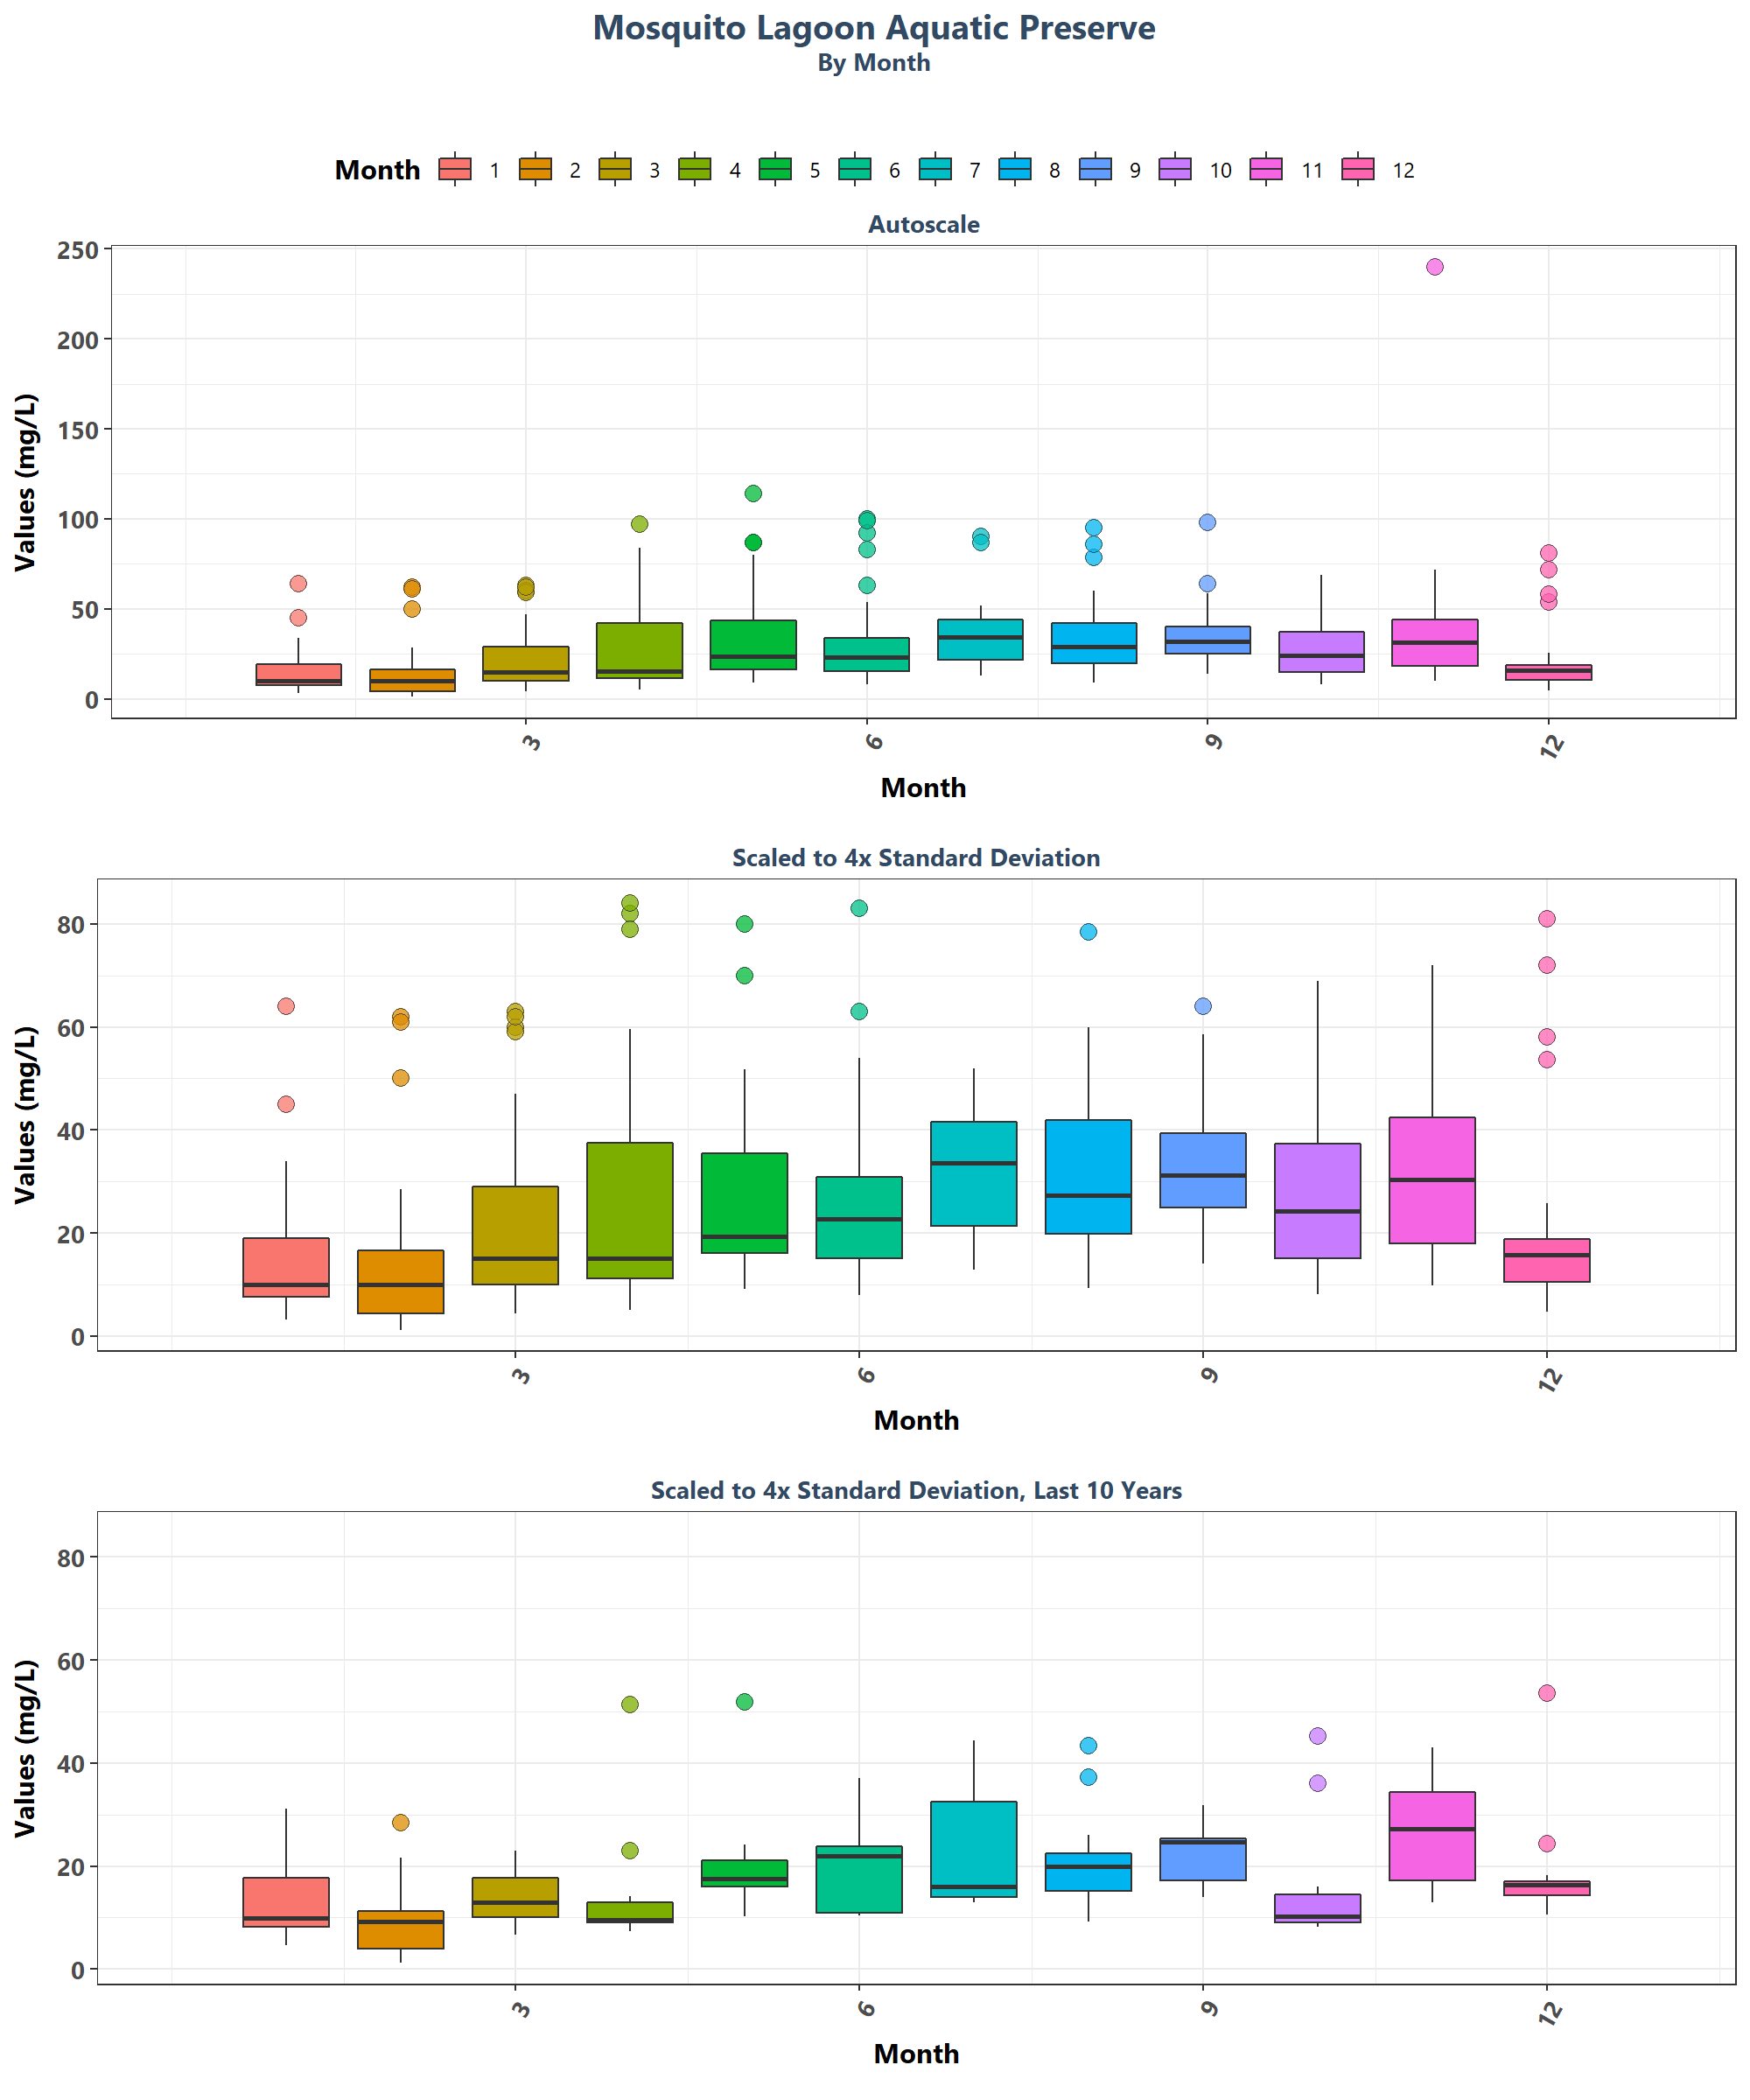 Mosquito Lagoon Aquatic Preserve
By Month
Month 1 2 3 4 5 6 7 8 9 10 11 12
Autoscale
250
200
150
100
50
0
Values (mg/L)
3 6 9 12
Month
Scaled to 4x Standard Deviation
80
60
40
20
0
Values (mg/L)
3 6 9 12
Month
Scaled to 4x Standard Deviation, Last 10 Years
80
60
40
20
0
Values (mg/L)
3 6 9 12
Month